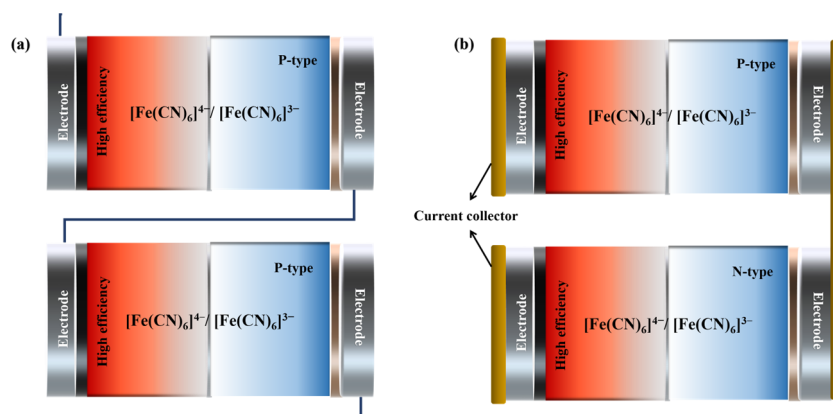 (a)
P-type
Electrode
High efficiency
[Fe(CN)₆]⁴⁻/ [Fe(CN)₆]³⁻
Electrode
P-type
Electrode
High efficiency
[Fe(CN)₆]⁴⁻/ [Fe(CN)₆]³⁻
Electrode
(b)
P-type
Electrode
High efficiency
[Fe(CN)₆]⁴⁻/ [Fe(CN)₆]³⁻
Electrode
Current collector
N-type
Electrode
High efficiency
[Fe(CN)₆]⁴⁻/ [Fe(CN)₆]³⁻
Electrode